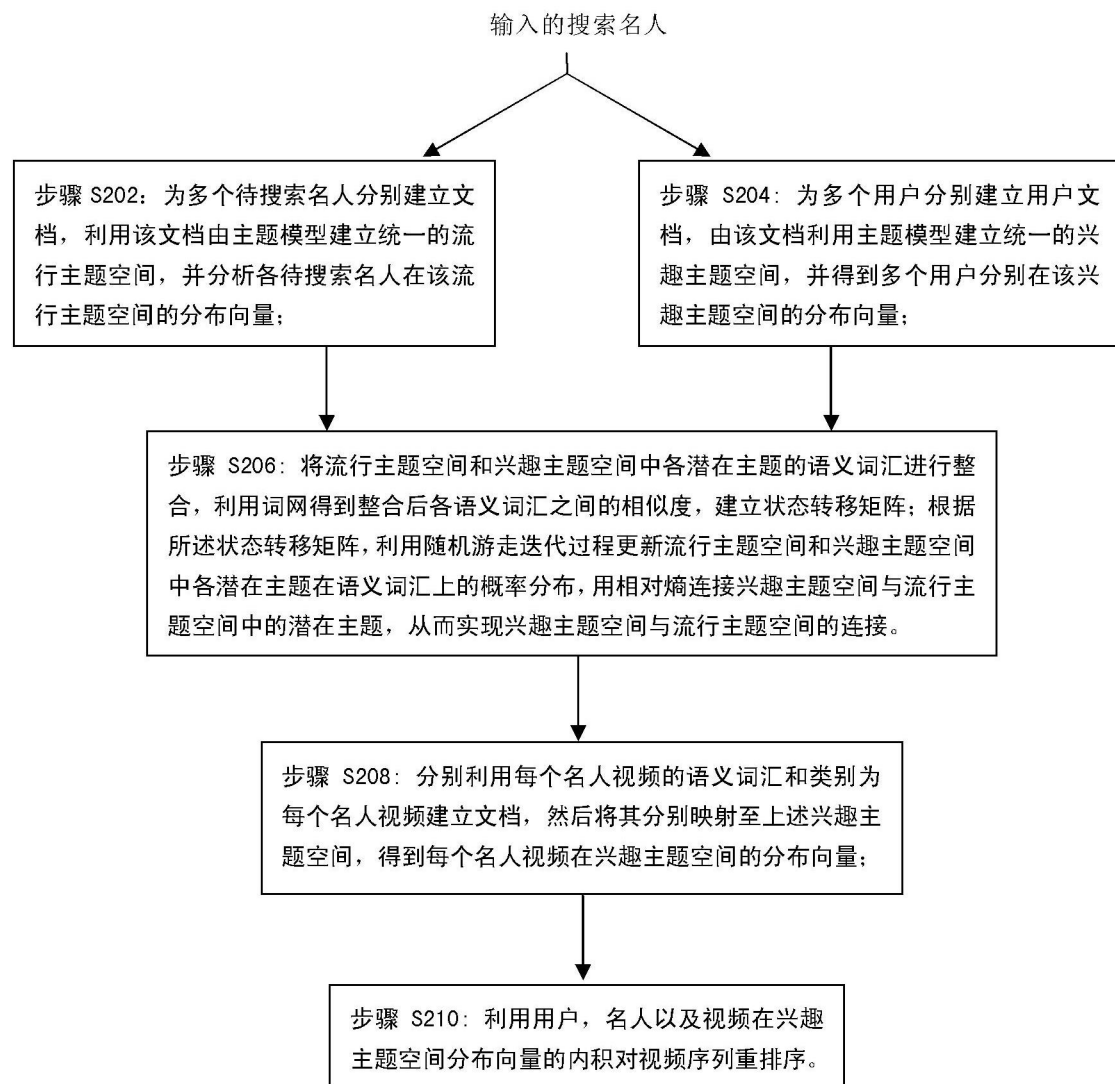 输入的搜索名人
步骤 S202：为多个待搜索名人分别建立文
档，利用该文档由主题模型建立统一的流
行主题空间，并分析各待搜索名人在该流
行主题空间的分布向量；
步骤 S204：为多个用户分别建立用户文
档，由该文档利用主题模型建立统一的兴
趣主题空间，并得到多个用户分别在该兴
趣主题空间的分布向量；
步骤 S206：将流行主题空间和兴趣主题空间中各潜在主题的语义词汇进行整
合，利用词网得到整合后各语义词汇之间的相似度，建立状态转移矩阵；根据
所述状态转移矩阵，利用随机游走迭代过程更新流行主题空间和兴趣主题空间
中各潜在主题在语义词汇上的概率分布，用相对熵连接兴趣主题空间与流行主
题空间中的潜在主题，从而实现兴趣主题空间与流行主题空间的连接。
步骤 S208：分别利用每个名人视频的语义词汇和类别为
每个名人视频建立文档，然后将其分别映射至上述兴趣主
题空间，得到每个名人视频在兴趣主题空间的分布向量；
步骤 S210：利用用户，名人以及视频在兴趣
主题空间分布向量的内积对视频序列重排序。